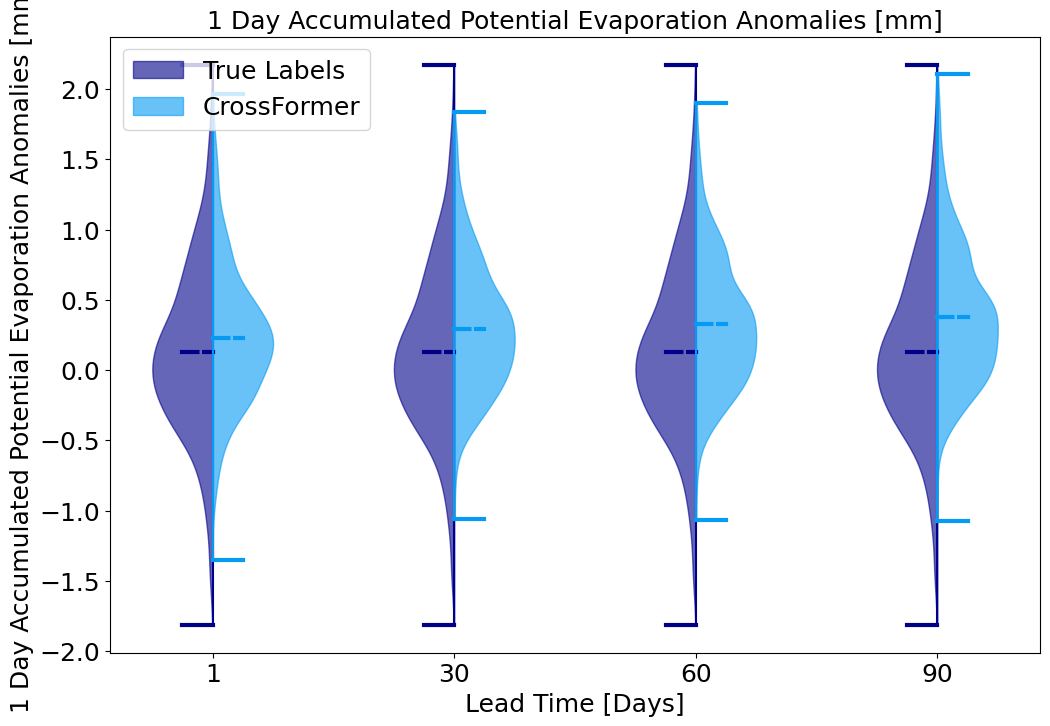 1 Day Accumulated Potential Evaporation Anomalies [mm]
1 Day Accumulated Potential Evaporation Anomalies [mm
True Labels
CrossFormer
2.0
1.5
1.0
0.5
0.0
−0.5
−1.0
−1.5
−2.0
1 30 60 90
Lead Time [Days]